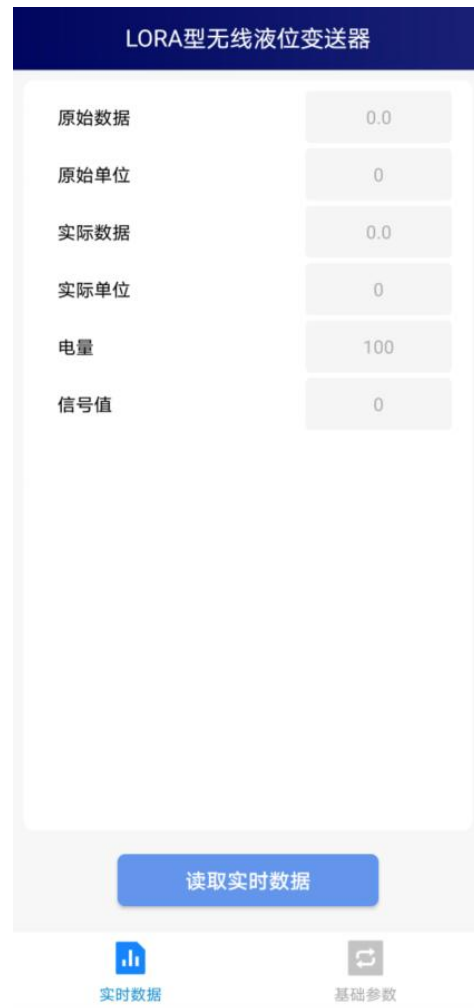 LORA型无线液位变送器
原始数据 0.0
原始单位 0
实际数据 0.0
实际单位 0
电量 100
信号值 0
读取实时数据
实时数据 基础参数